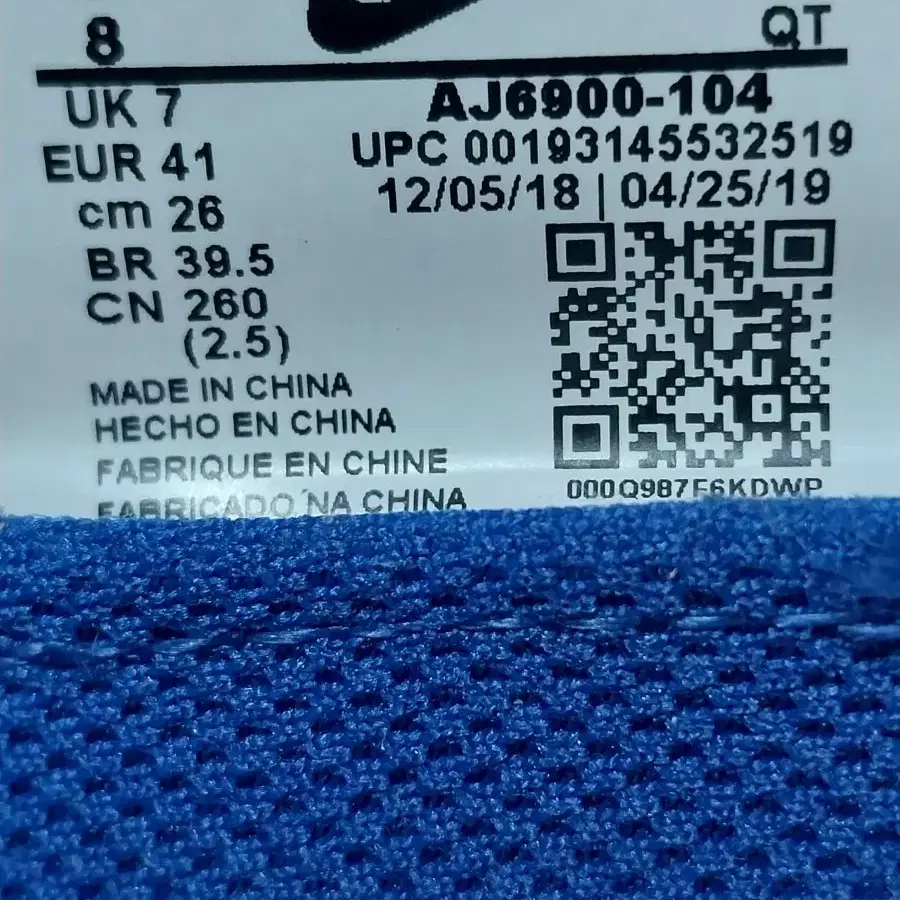 8
QT
UK 7
AJ6900-104
EUR 41
UPC 00193145532519
cm 26
12/05/18 | 04/25/19
BR 39.5
CN 260
(2.5)
MADE IN CHINA
HECHO EN CHINA
FABRIQUE EN CHINE
FABRICADO NA CHINA
000Q987F6KDWP